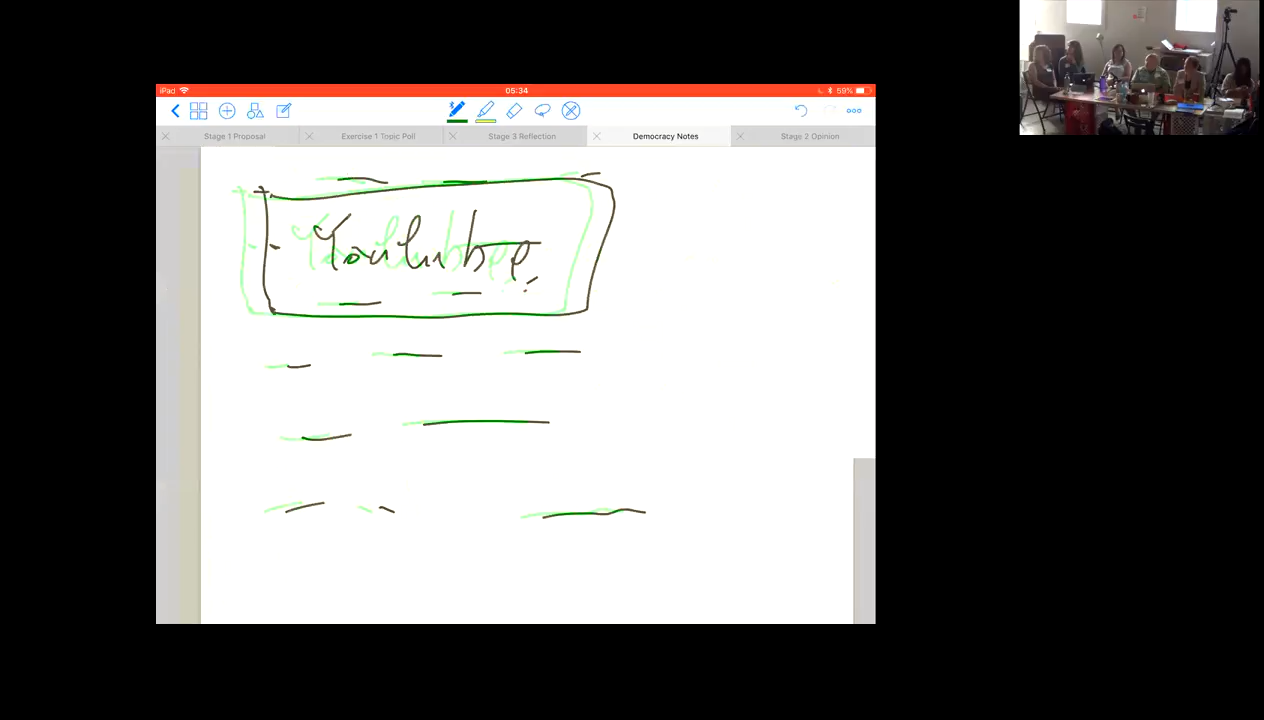 iPad 05:34 59%
Stage 1 Proposal Exercise 1 Topic Poll Stage 3 Reflection Democracy Notes Stage 2 Opinion